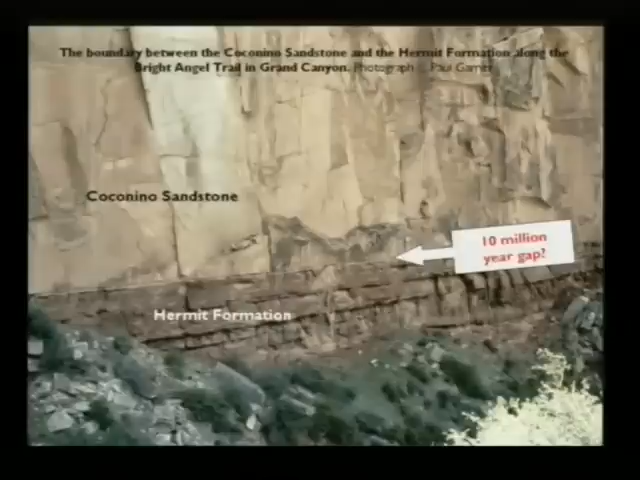 The boundary between the Coconino Sandstone and the Hermit Formation along the
Bright Angel Trail in Grand Canyon. Photograph: Paul Garner
Coconino Sandstone
10 million
year gap?
Hermit Formation